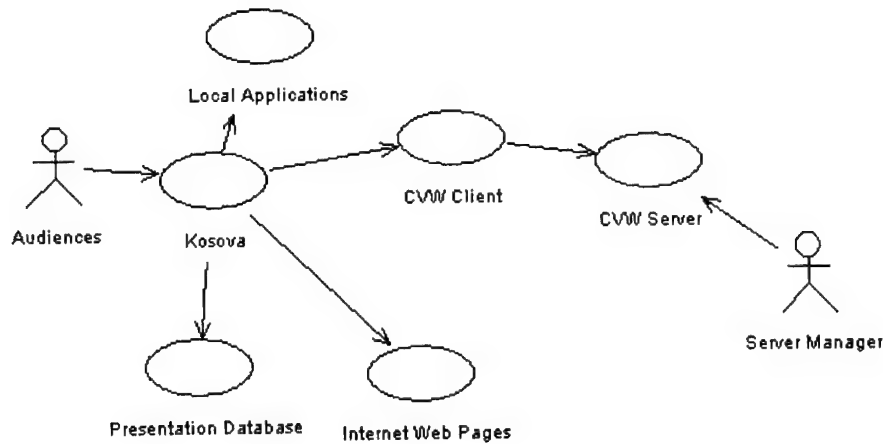 Local Applications
CVW Client
CVW Server
Audiences
Kosova
Server Manager
Presentation Database
Internet Web Pages